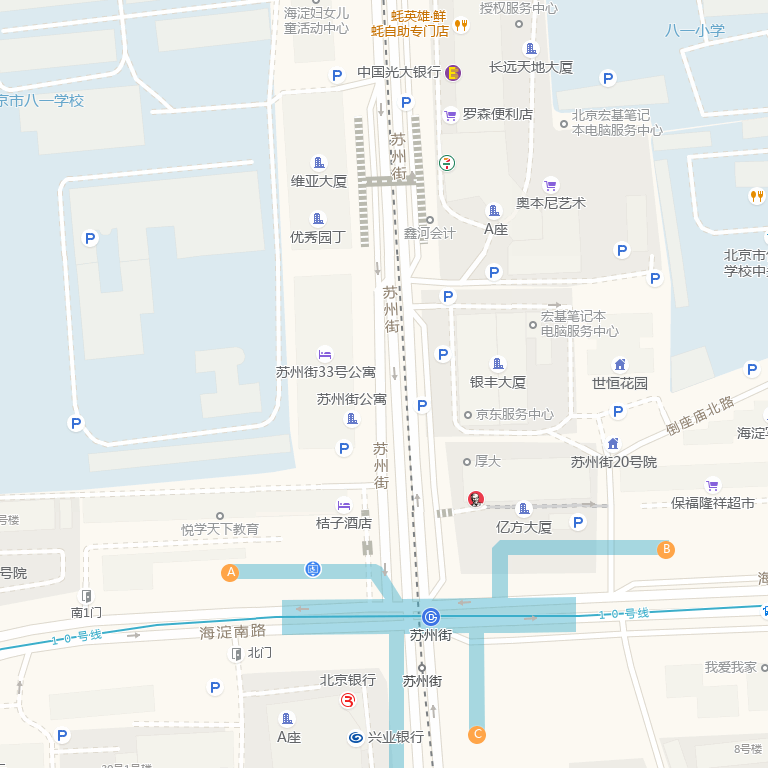 海淀妇女儿
童活动中心
蚝英雄·鲜
蚝自助专门店
授权服务中心
八一小学
中国光大银行
长远天地大厦
京市八一学校
罗森便利店
北京宏基笔记
本电脑服务中心
苏州街
维亚大厦
奥本尼艺术
优秀园丁
鑫河会计
A座
北京市
学校中
苏州街
宏基笔记本
电脑服务中心
苏州街33号公寓
银丰大厦
世恒花园
苏州街公寓
京东服务中心
倒座庙北路
海淀
苏州街
厚大
苏州街20号院
保福隆祥超市
号楼
悦学天下教育
桔子酒店
亿方大厦
号院
A
B
南1门
10号线
海淀南路
苏州街
10号线
海
北门
苏州街
北京银行
我爱我家
A座
兴业银行
C
8号楼